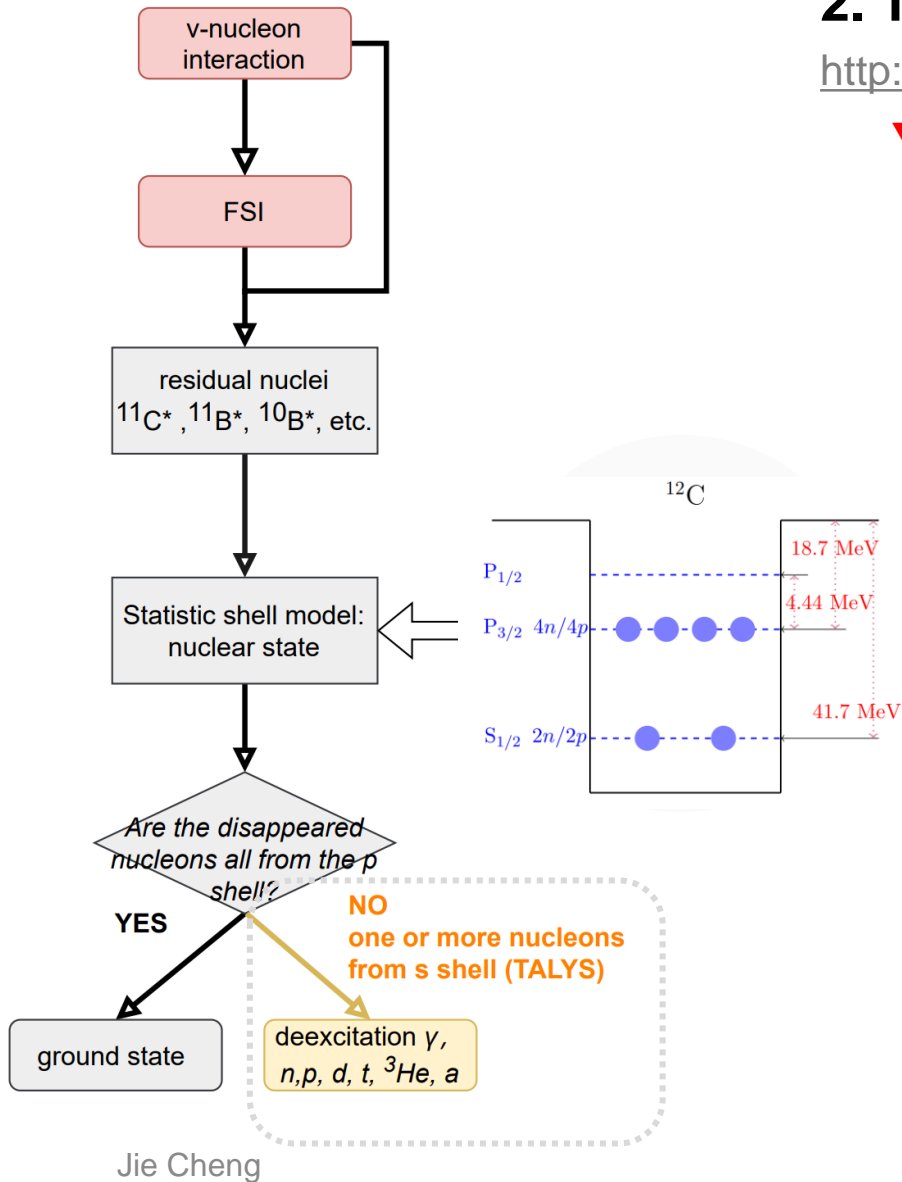 v-nucleon
interaction
FSI
residual nuclei
¹¹C* , ¹¹B*, ¹⁰B*, etc.
Statistic shell model:
nuclear state
¹²C
18.7 MeV
P₁/₂
4.44 MeV
P₃/₂ 4n/4p
41.7 MeV
S₁/₂ 2n/2p
Are the disappeared
nucleons all from the p
shell?
YES
NO
one or more nucleons
from s shell (TALYS)
ground state
deexcitation γ,
n,p, d, t, ³He, a
Jie Cheng
2.
http: